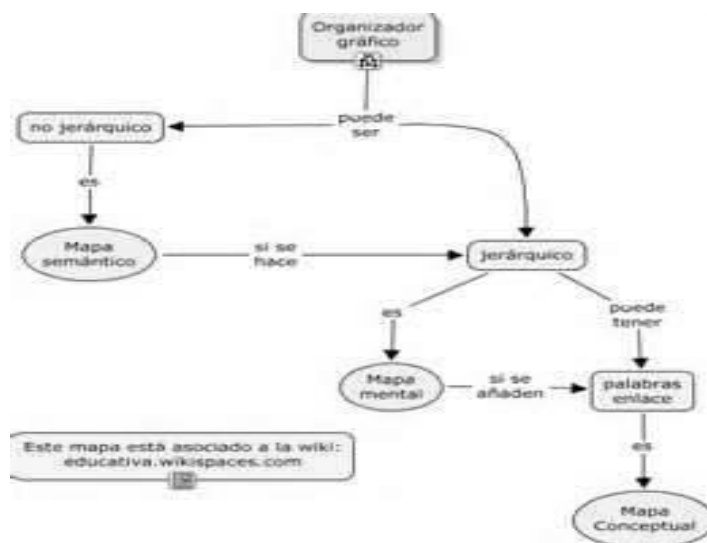 Organizador
gráfico
puede
ser
no jerárquico
es
Mapa
semántico
si se
hace
jerárquico
es
puede
tener
Mapa
mental
si se
añaden
palabras
enlace
Este mapa está asociado a la wiki:
educativa.wikispaces.com
es
Mapa
Conceptual